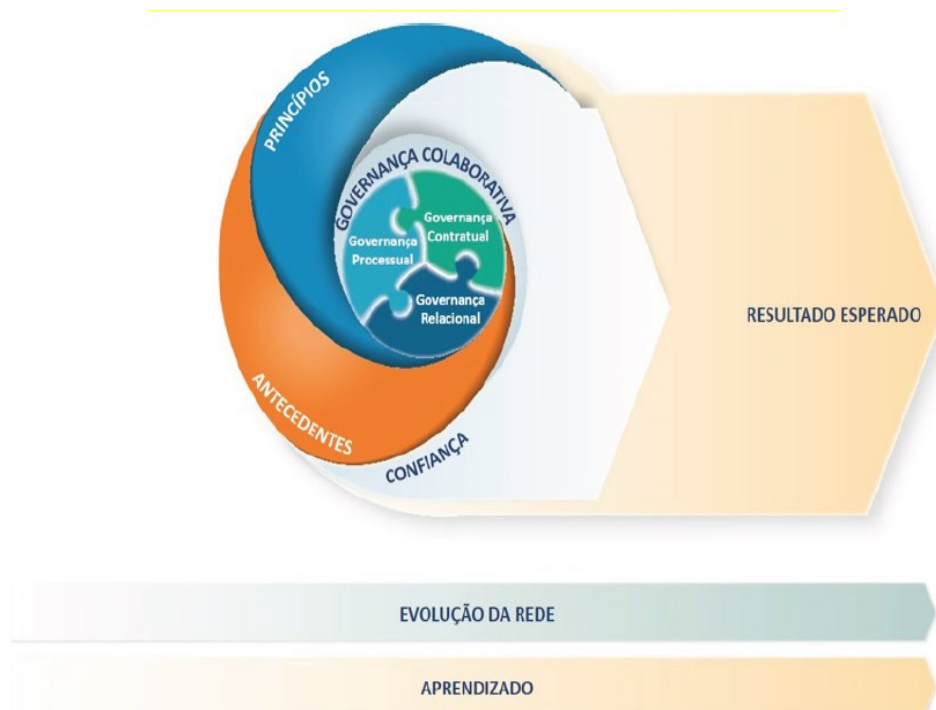 PRINCÍPIOS
GOVERNANÇA COLABORATIVA
Governança
Contratual
Governança
Processual
Governança
Relacional
RESULTADO ESPERADO
ANTECEDENTES
CONFIANÇA
EVOLUÇÃO DA REDE
APRENDIZADO